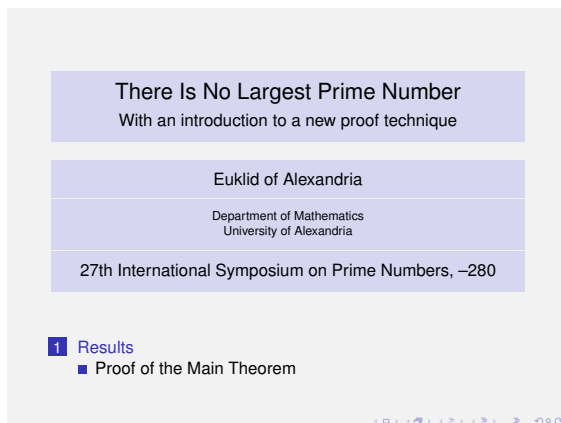 There Is No Largest Prime Number
With an introduction to a new proof technique
Euklid of Alexandria
Department of Mathematics
University of Alexandria
27th International Symposium on Prime Numbers, –280
1 Results
Proof of the Main Theorem